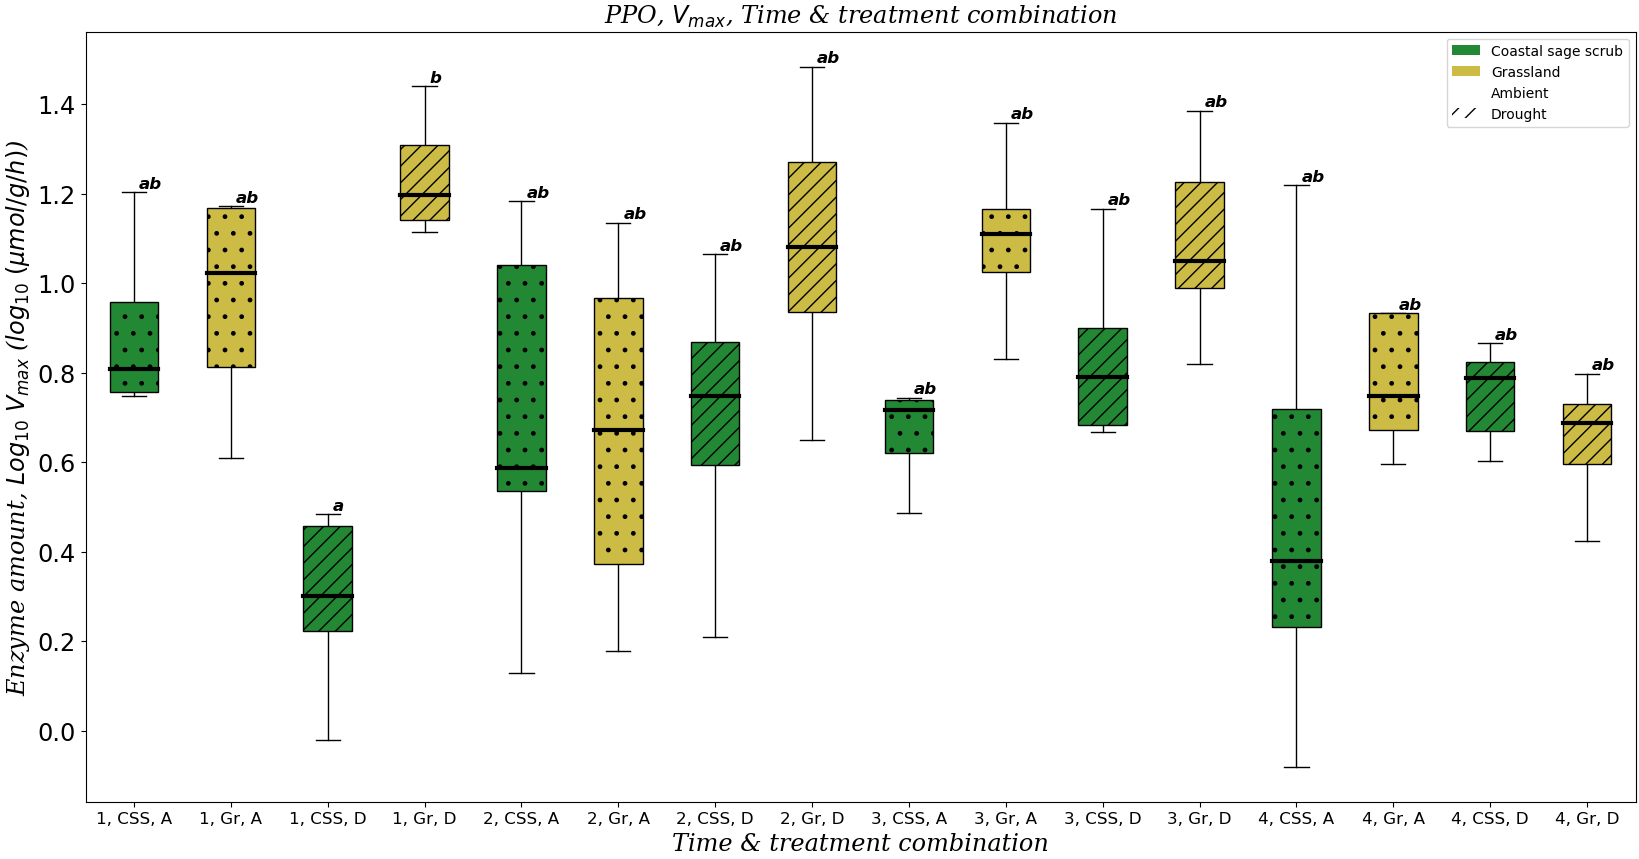 PPO, Vmax, Time & treatment combination
Enzyme amount, Log10 Vmax (log10 (μmol/g/h))
1.4
1.2
1.0
0.8
0.6
0.4
0.2
0.0
ab
ab
a
b
ab
ab
ab
ab
ab
ab
ab
ab
ab
ab
ab
ab
Coastal sage scrub
Grassland
Ambient
Drought
1, CSS, A
1, Gr, A
1, CSS, D
1, Gr, D
2, CSS, A
2, Gr, A
2, CSS, D
2, Gr, D
3, CSS, A
3, Gr, A
3, CSS, D
3, Gr, D
4, CSS, A
4, Gr, A
4, CSS, D
4, Gr, D
Time & treatment combination